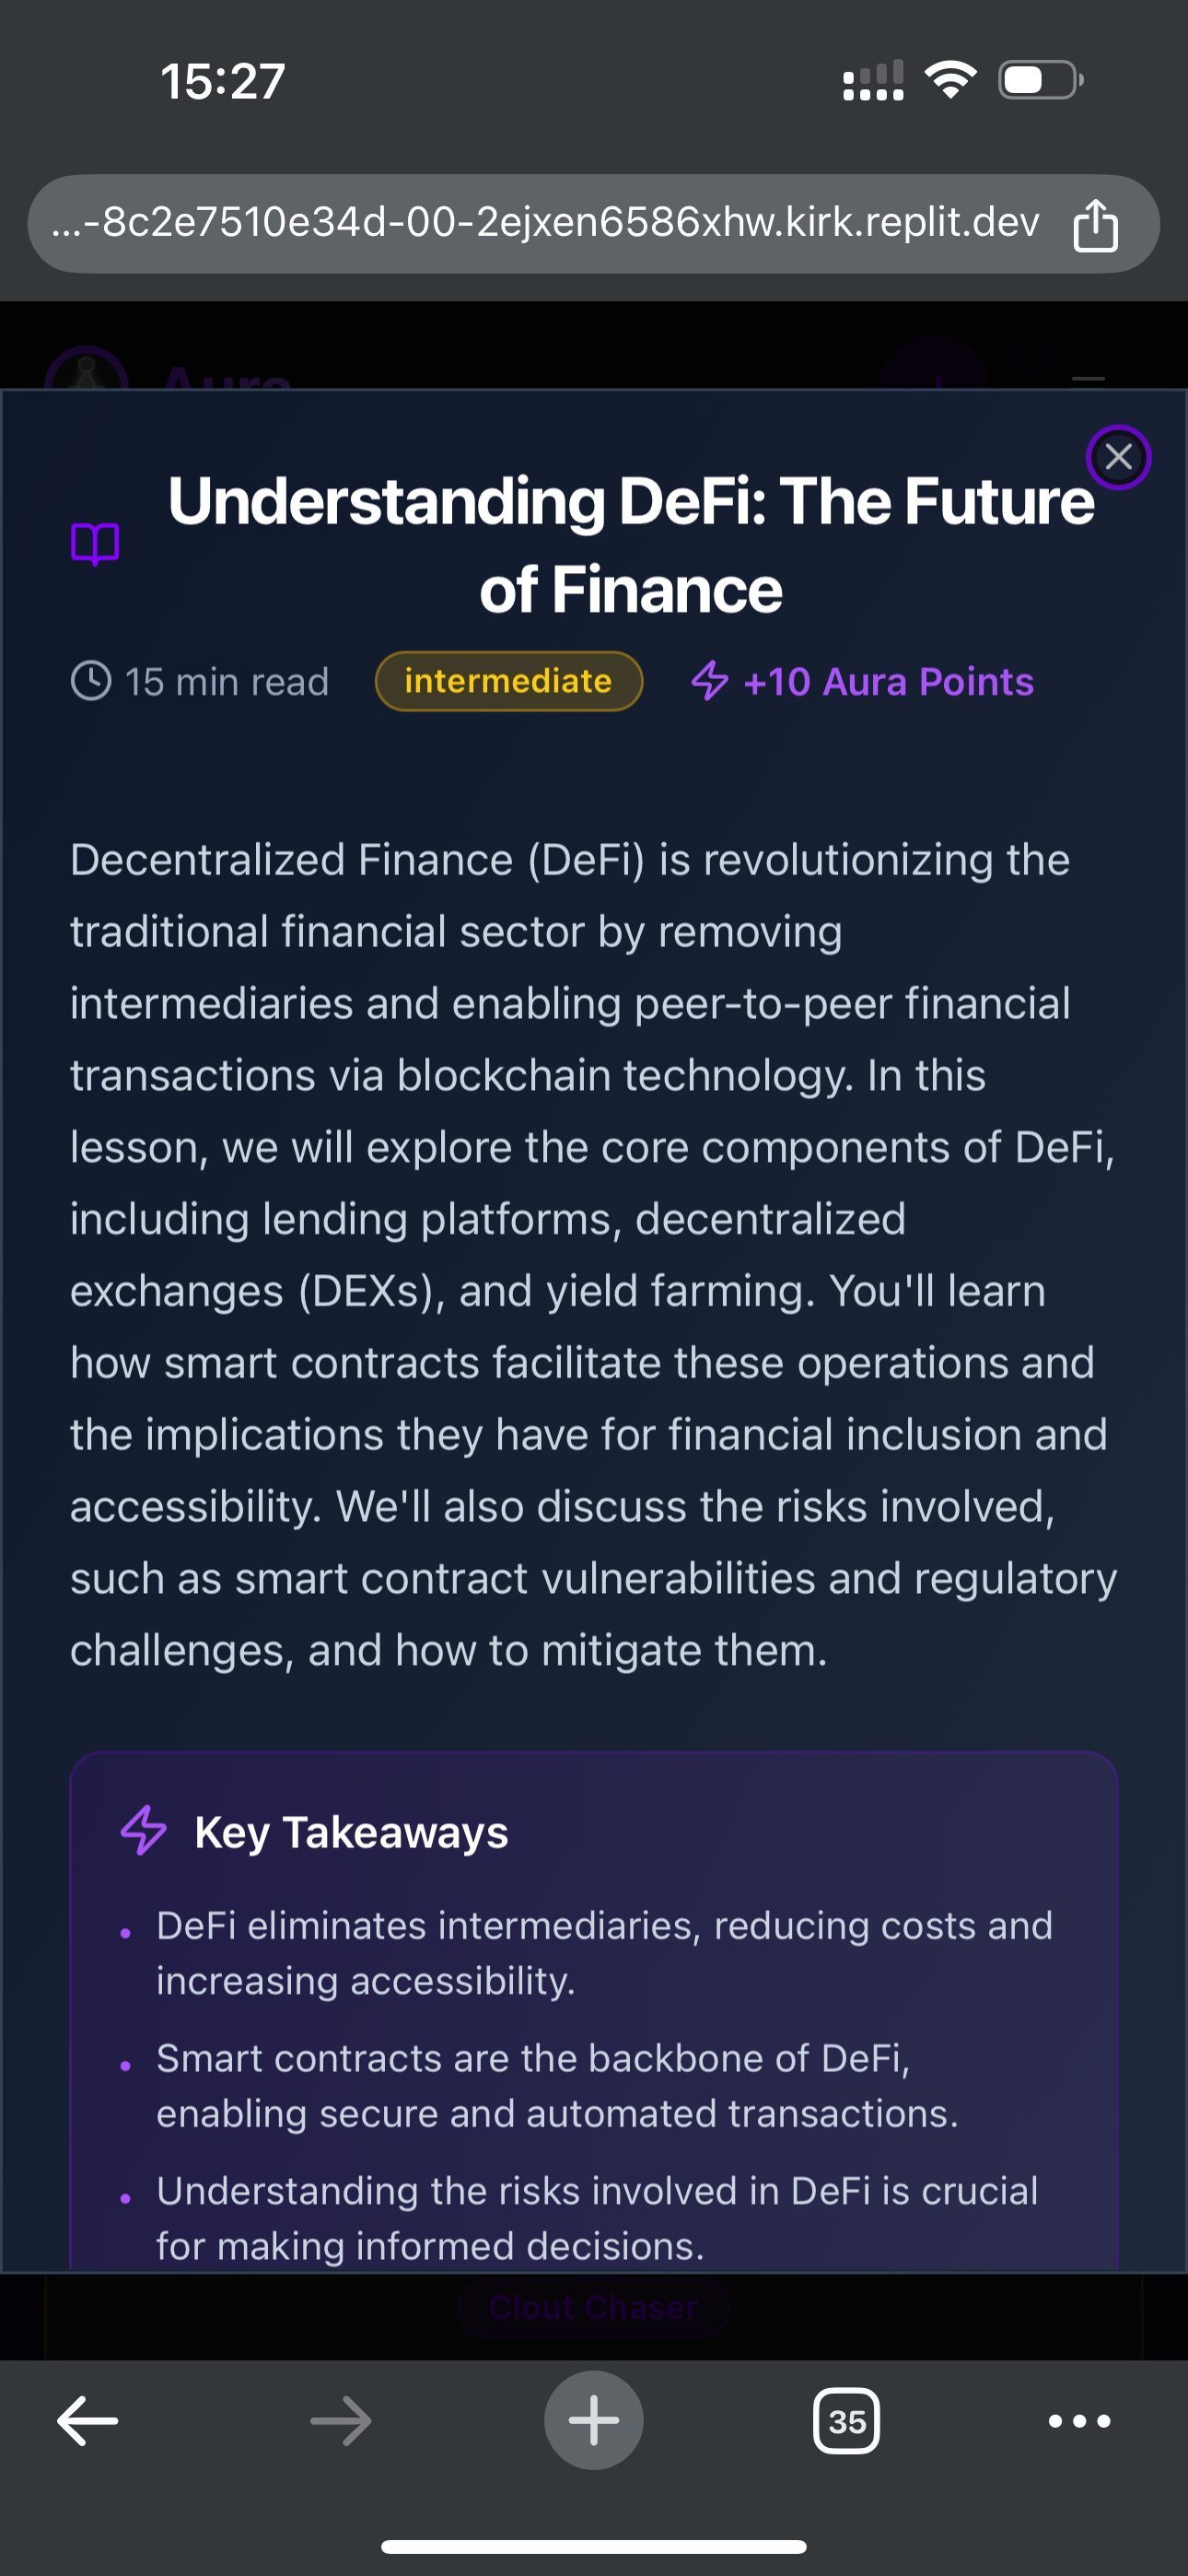 15:27
...-8c2e7510e34d-00-2ejxen6586xhw.kirk.replit.dev
Aura
Understanding DeFi: The Future
of Finance
15 min read intermediate +10 Aura Points
Decentralized Finance (DeFi) is revolutionizing the
traditional financial sector by removing
intermediaries and enabling peer-to-peer financial
transactions via blockchain technology. In this
lesson, we will explore the core components of DeFi,
including lending platforms, decentralized
exchanges (DEXs), and yield farming. You'll learn
how smart contracts facilitate these operations and
the implications they have for financial inclusion and
accessibility. We'll also discuss the risks involved,
such as smart contract vulnerabilities and regulatory
challenges, and how to mitigate them.
Key Takeaways
• DeFi eliminates intermediaries, reducing costs and
increasing accessibility.
• Smart contracts are the backbone of DeFi,
enabling secure and automated transactions.
• Understanding the risks involved in DeFi is crucial
for making informed decisions.
Clout Chaser
35